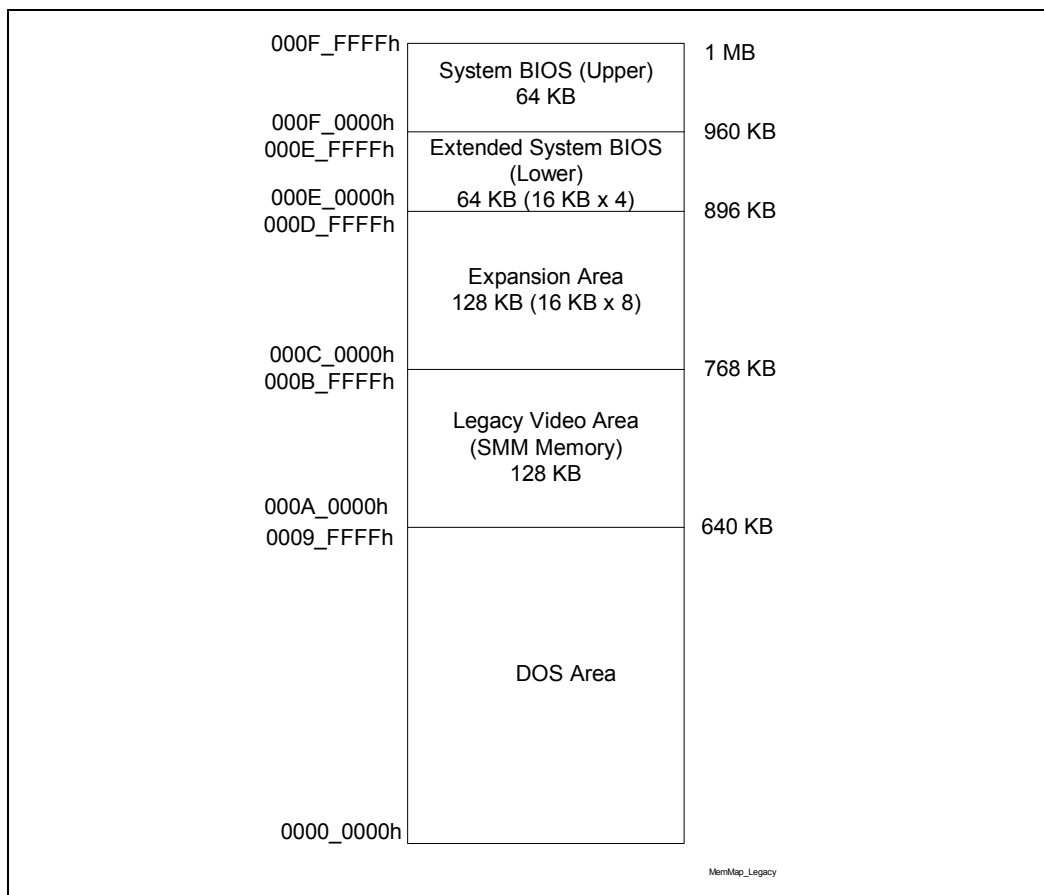 000F_FFFFh
1 MB
System BIOS (Upper)
64 KB
000F_0000h
960 KB
000E_FFFFh
Extended System BIOS
(Lower)
64 KB (16 KB x 4)
000E_0000h
896 KB
000D_FFFFh
Expansion Area
128 KB (16 KB x 8)
000C_0000h
768 KB
000B_FFFFh
Legacy Video Area
(SMM Memory)
128 KB
000A_0000h
640 KB
0009_FFFFh
DOS Area
0000_0000h
MemMap_Legacy